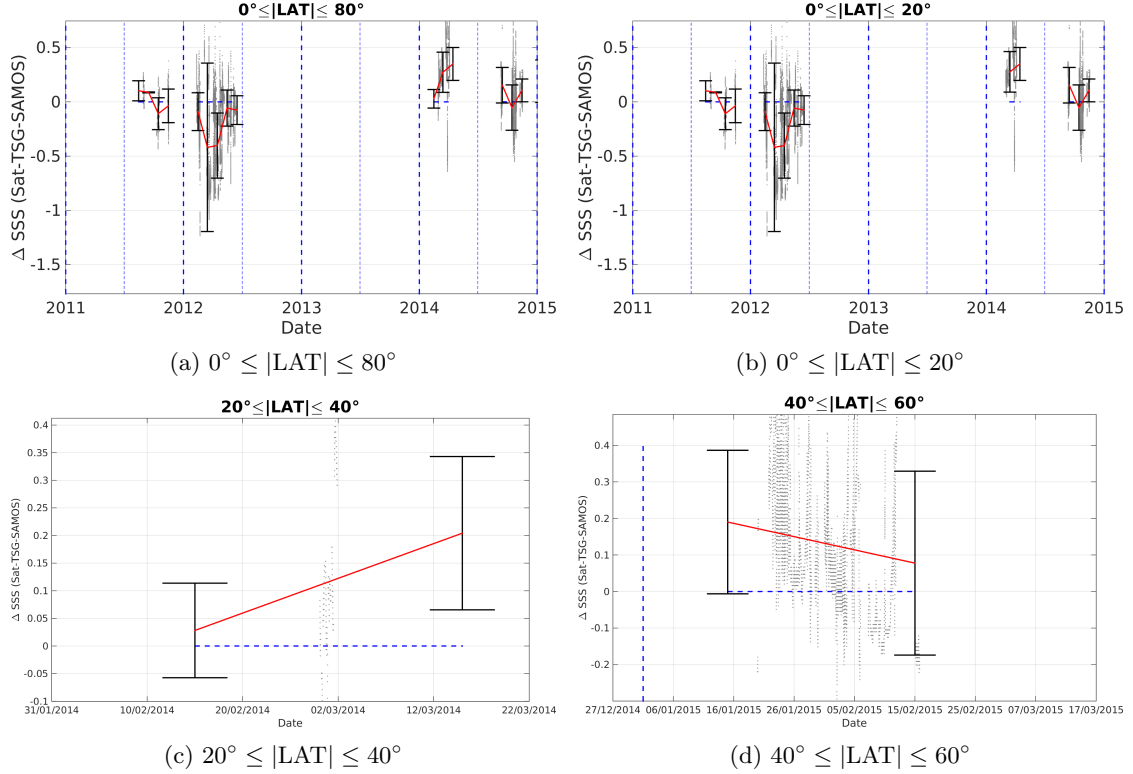 0°≤|LAT|≤ 80°
0.5
0
-0.5
-1
-1.5
Δ SSS (Sat-TSG-SAMOS)
2011 2012 2013 2014 2015
Date
(a) 0° ≤ |LAT| ≤ 80°
0°≤|LAT|≤ 20°
0.5
0
-0.5
-1
-1.5
Δ SSS (Sat-TSG-SAMOS)
2011 2012 2013 2014 2015
Date
(b) 0° ≤ |LAT| ≤ 20°
20°≤|LAT|≤ 40°
0.4
0.35
0.3
0.25
0.2
0.15
0.1
0.05
0
-0.05
-0.1
Δ SSS (Sat-TSG-SAMOS)
31/01/2014 10/02/2014 20/02/2014 02/03/2014 12/03/2014 22/03/2014
Date
(c) 20° ≤ |LAT| ≤ 40°
40°≤|LAT|≤ 60°
0.4
0.3
0.2
0.1
0
-0.1
-0.2
Δ SSS (Sat-TSG-SAMOS)
27/12/2014 06/01/2015 16/01/2015 26/01/2015 05/02/2015 15/02/2015 25/02/2015 07/03/2015 17/03/2015
Date
(d) 40° ≤ |LAT| ≤ 60°